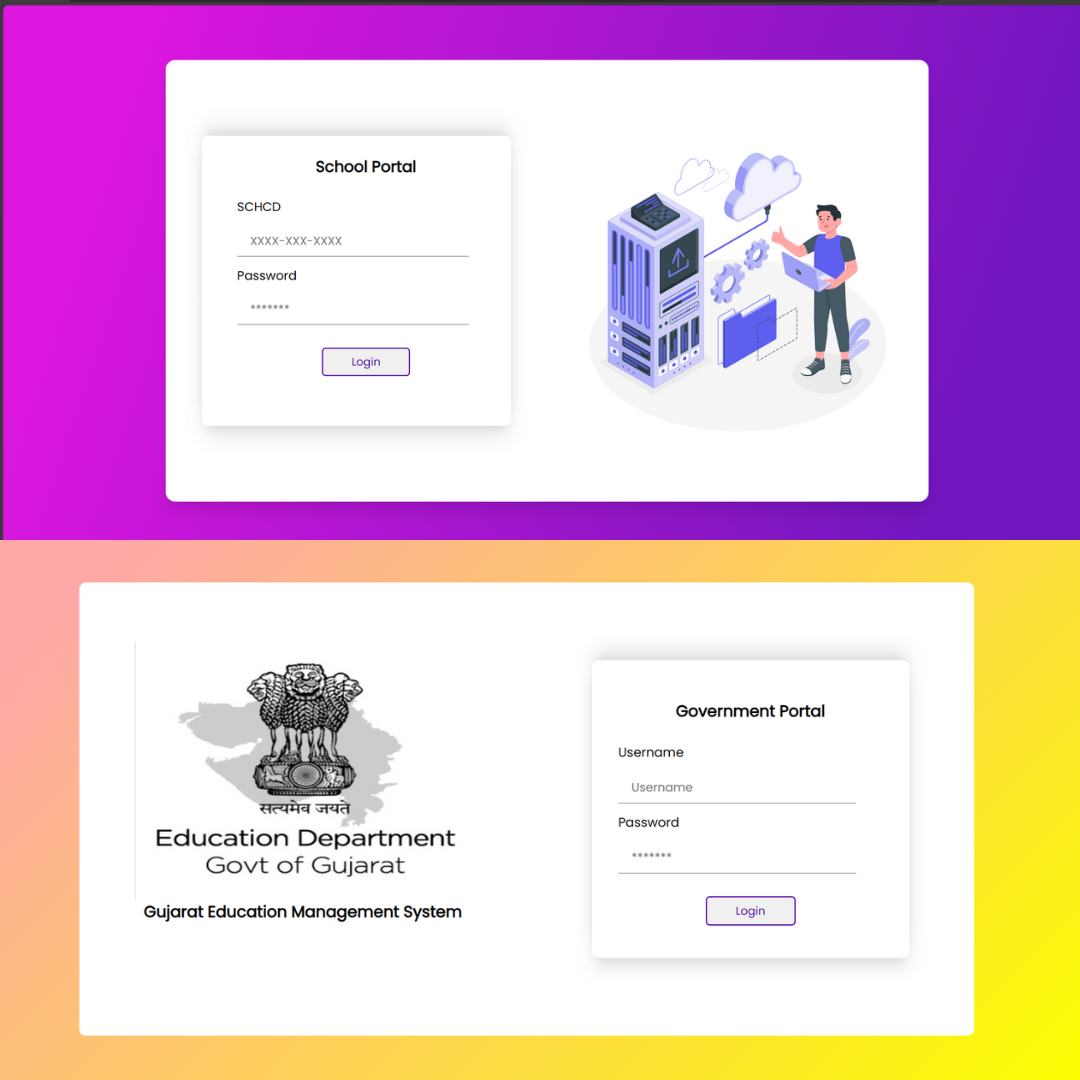 School Portal
SCHCD
XXXX-XXX-XXXX
Password
*******
Login
सत्यमेव जयते
Education Department
Govt of Gujarat
Gujarat Education Management System
Government Portal
Username
Username
Password
*******
Login